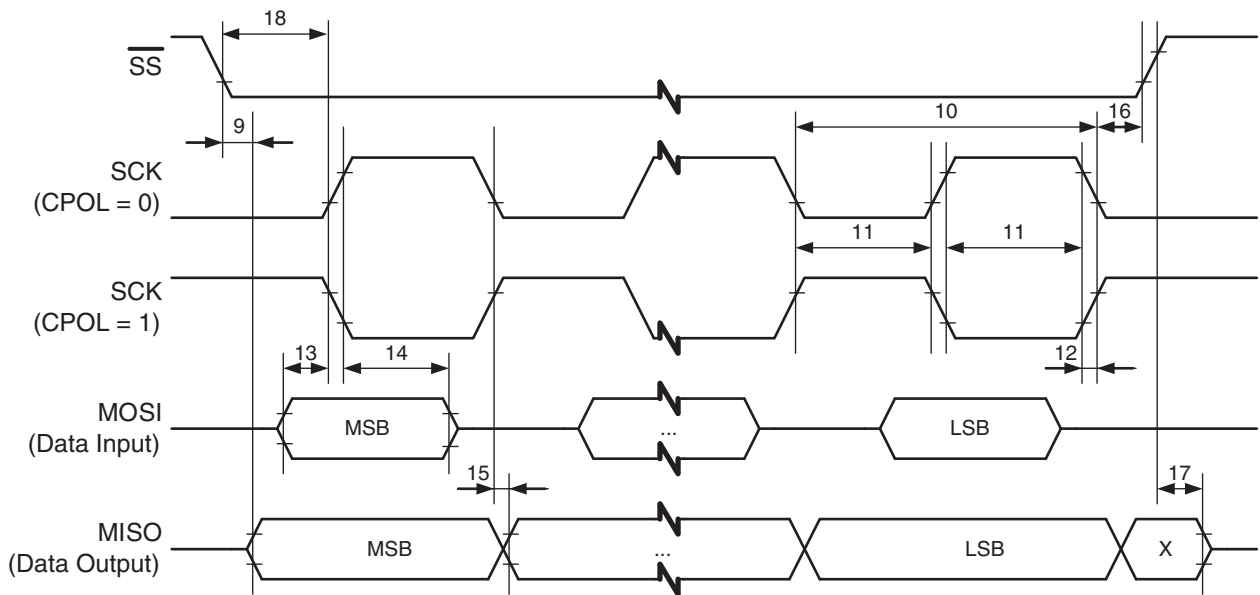 18
SS
9
10
16
SCK
(CPOL = 0)
11
11
SCK
(CPOL = 1)
13
14
12
MOSI
(Data Input)
MSB
...
LSB
15
17
MISO
(Data Output)
MSB
...
LSB
X